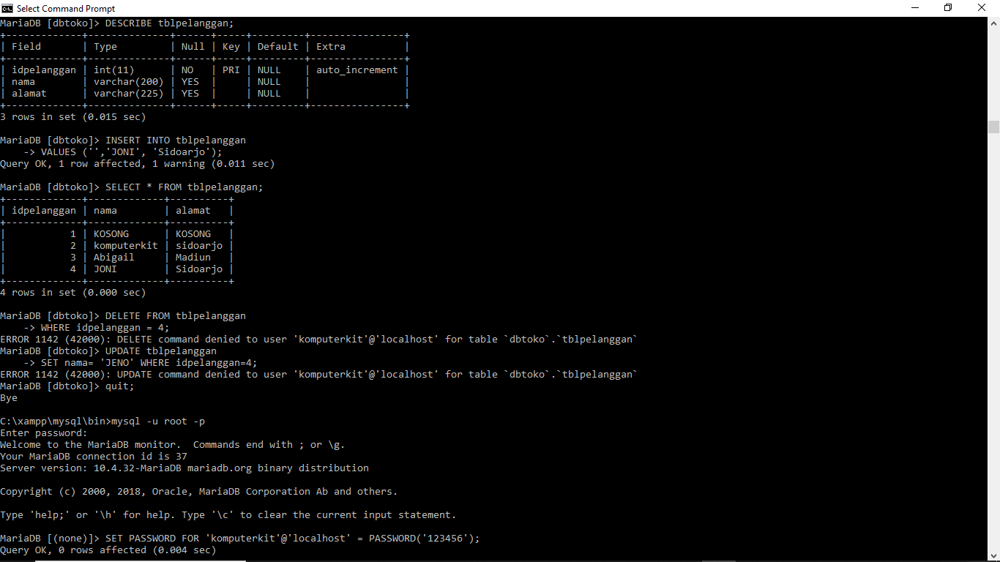 Select Command Prompt
MariaDB [dbtoko]> DESCRIBE tblpelanggan;
+-------------+--------------+------+-----+---------+----------------+
| Field       | Type         | Null | Key | Default | Extra          |
+-------------+--------------+------+-----+---------+----------------+
| idpelanggan | int(11)      | NO   | PRI | NULL    | auto_increment |
| nama        | varchar(200) | YES  |     | NULL    |                |
| alamat      | varchar(225) | YES  |     | NULL    |                |
+-------------+--------------+------+-----+---------+----------------+
3 rows in set (0.015 sec)
MariaDB [dbtoko]> INSERT INTO tblpelanggan
    -> VALUES ('','JONI', 'Sidoarjo');
Query OK, 1 row affected, 1 warning (0.011 sec)
MariaDB [dbtoko]> SELECT * FROM tblpelanggan;
+-------------+-------------+----------+
| idpelanggan | nama        | alamat   |
+-------------+-------------+----------+
|           1 | KOSONG      | KOSONG   |
|           2 | komputerkit | sidoarjo |
|           3 | Abigail     | Madiun   |
|           4 | JONI        | Sidoarjo |
+-------------+-------------+----------+
4 rows in set (0.000 sec)
MariaDB [dbtoko]> DELETE FROM tblpelanggan
    -> WHERE idpelanggan = 4;
ERROR 1142 (42000): DELETE command denied to user 'komputerkit'@'localhost' for table `dbtoko`.`tblpelanggan`
MariaDB [dbtoko]> UPDATE tblpelanggan
    -> SET nama= 'JENO' WHERE idpelanggan=4;
ERROR 1142 (42000): UPDATE command denied to user 'komputerkit'@'localhost' for table `dbtoko`.`tblpelanggan`
MariaDB [dbtoko]> quit;
Bye
C:\xampp\mysql\bin>mysql -u root -p
Enter password:
Welcome to the MariaDB monitor.  Commands end with ; or \g.
Your MariaDB connection id is 37
Server version: 10.4.32-MariaDB mariadb.org binary distribution
Copyright (c) 2000, 2018, Oracle, MariaDB Corporation Ab and others.
Type 'help;' or '\h' for help. Type '\c' to clear the current input statement.
MariaDB [(none)]> SET PASSWORD FOR 'komputerkit'@'localhost' = PASSWORD('123456');
Query OK, 0 rows affected (0.004 sec)